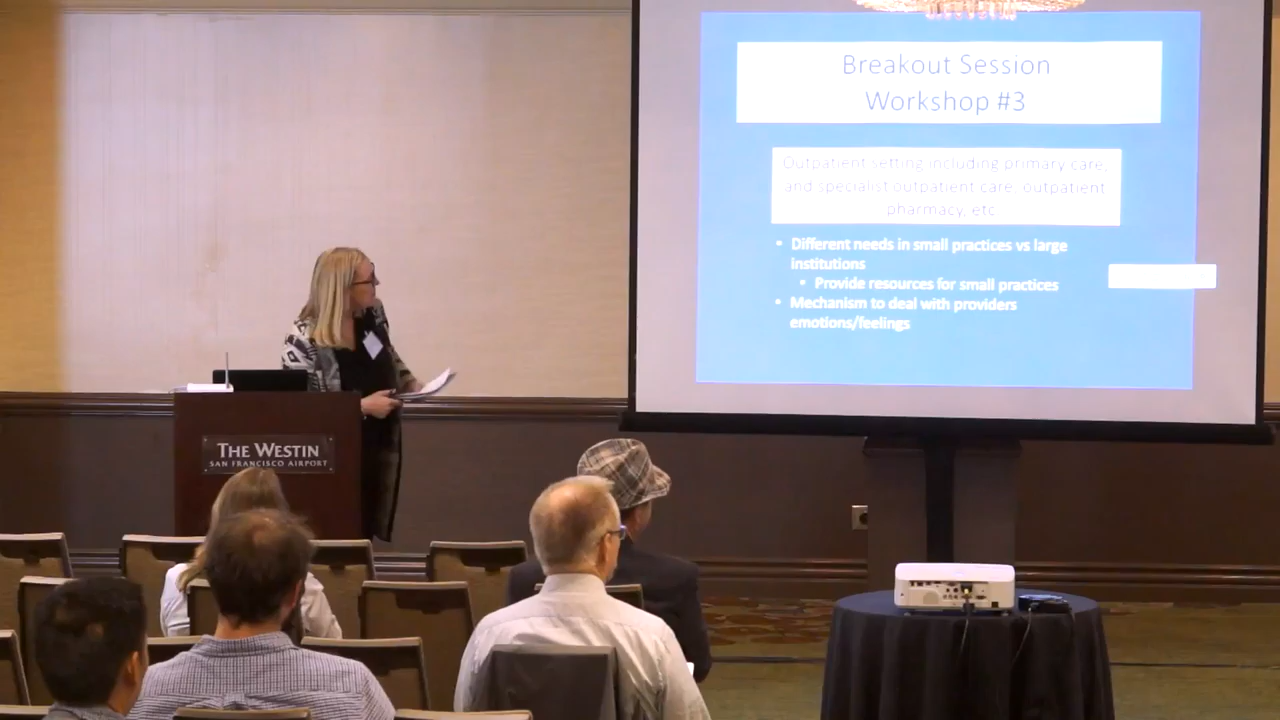 Breakout Session
Workshop #3
Outpatient setting including primary care,
and specialist outpatient care, outpatient
pharmacy, etc.
• Different needs in small practices vs large
institutions
• Provide resources for small practices
• Mechanism to deal with providers
emotions/feelings
THE WESTIN
SAN FRANCISCO AIRPORT